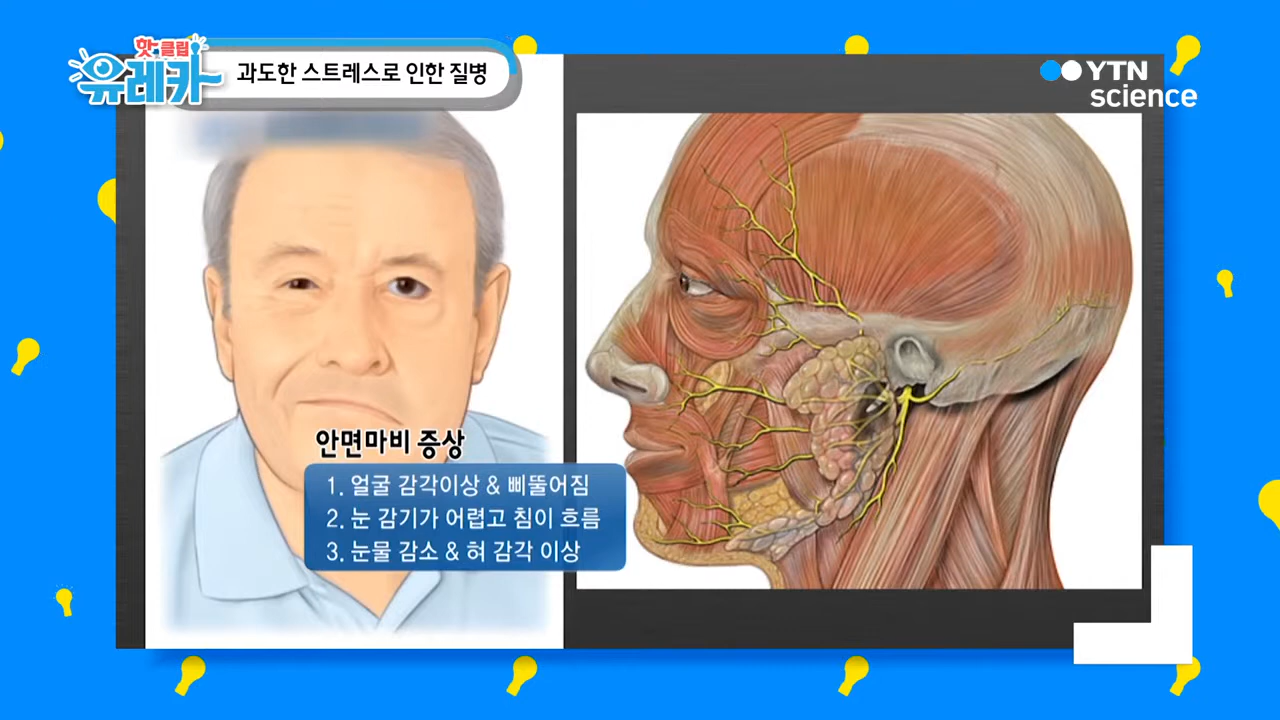 핫클립
유레카
과도한 스트레스로 인한 질병
YTN
science
안면마비 증상
1. 얼굴 감각이상 & 삐뚤어짐
2. 눈 감기가 어렵고 침이 흐름
3. 눈물 감소 & 혀 감각 이상